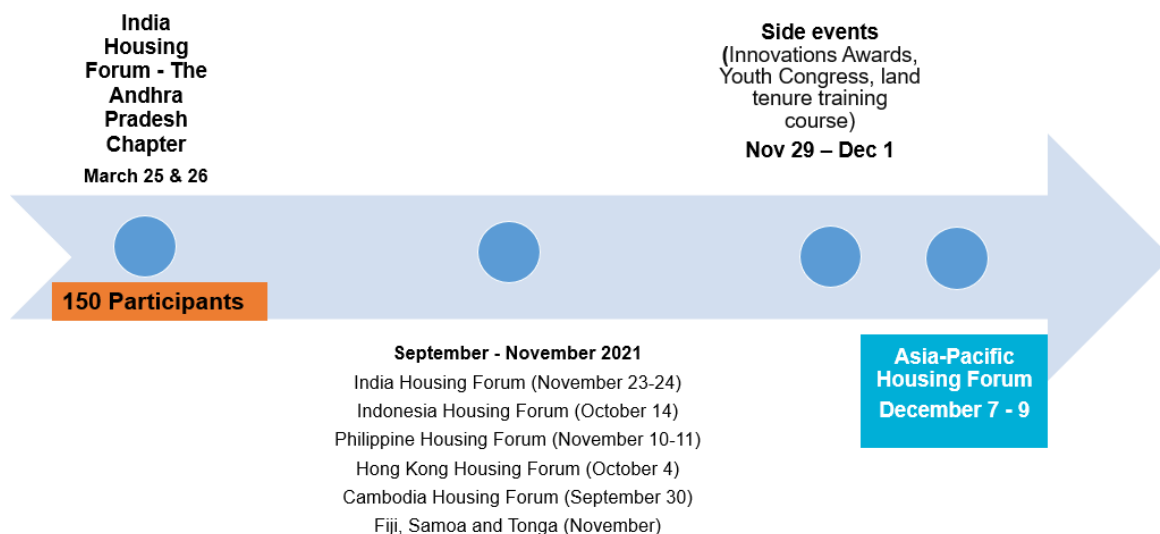 India
Housing
Forum - The
Andhra
Pradesh
Chapter
March 25 & 26
150 Participants
September - November 2021
India Housing Forum (November 23-24)
Indonesia Housing Forum (October 14)
Philippine Housing Forum (November 10-11)
Hong Kong Housing Forum (October 4)
Cambodia Housing Forum (September 30)
Fiji, Samoa and Tonga (November)
Side events
(Innovations Awards,
Youth Congress, land
tenure training
course)
Nov 29 – Dec 1
Asia-Pacific
Housing Forum
December 7 - 9